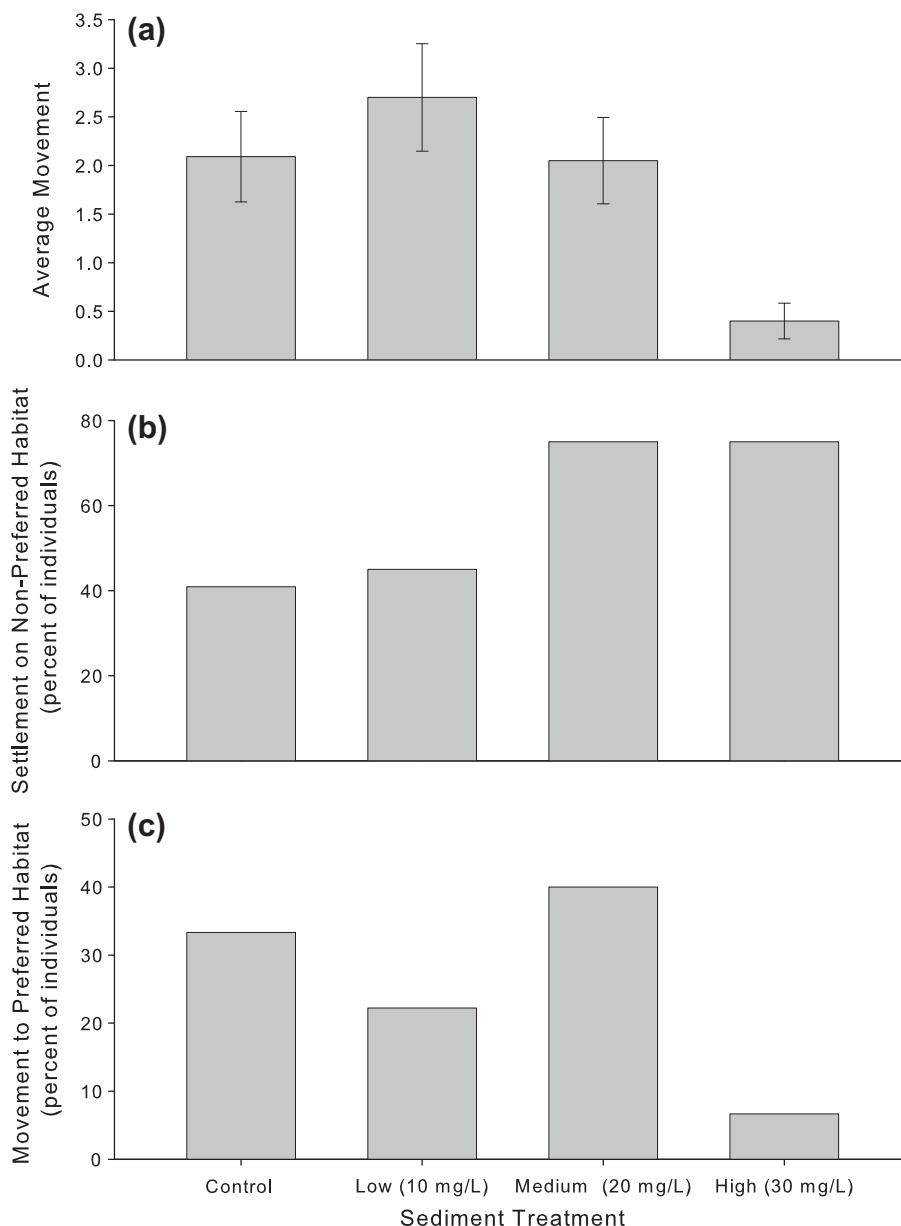 (a)
Average Movement
3.5
3.0
2.5
2.0
1.5
1.0
0.5
0.0
(b)
Settlement on Non-Preferred Habitat
(percent of individuals)
80
60
40
20
0
(c)
Movement to Preferred Habitat
(percent of individuals)
50
40
30
20
10
0
Control Low (10 mg/L) Medium (20 mg/L) High (30 mg/L)
Sediment Treatment